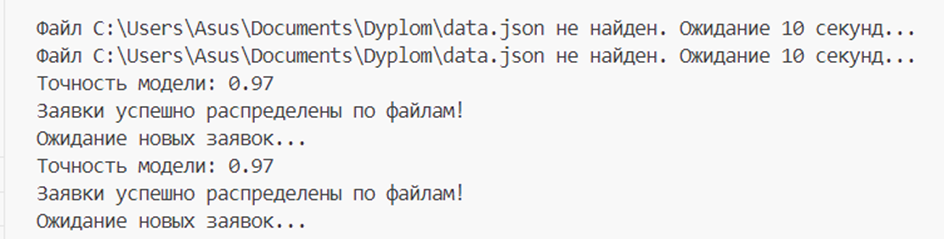 Файл C:\Users\Asus\Documents\Dyplom\data.json не найден. Ожидание 10 секунд...
Файл C:\Users\Asus\Documents\Dyplom\data.json не найден. Ожидание 10 секунд...
Точность модели: 0.97
Заявки успешно распределены по файлам!
Ожидание новых заявок...
Точность модели: 0.97
Заявки успешно распределены по файлам!
Ожидание новых заявок...